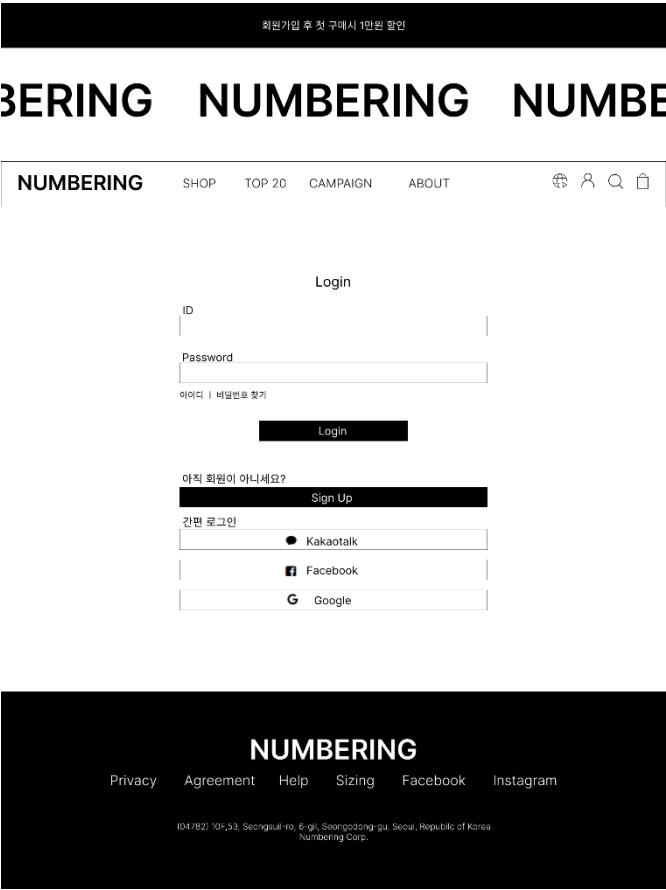 회원가입 후 첫 구매시 1만원 할인
BERING NUMBERING NUMBE
NUMBERING SHOP TOP 20 CAMPAIGN ABOUT
Login
ID
Password
아이디 | 비밀번호 찾기
Login
아직 회원이 아니세요?
Sign Up
간편 로그인
Kakaotalk
Facebook
Google
NUMBERING
Privacy Agreement Help Sizing Facebook Instagram
(04782) 10F,53, Seongsuil-ro, 6-gil, Seongdong-gu, Seoul, Republic of Korea
Numbering Corp.